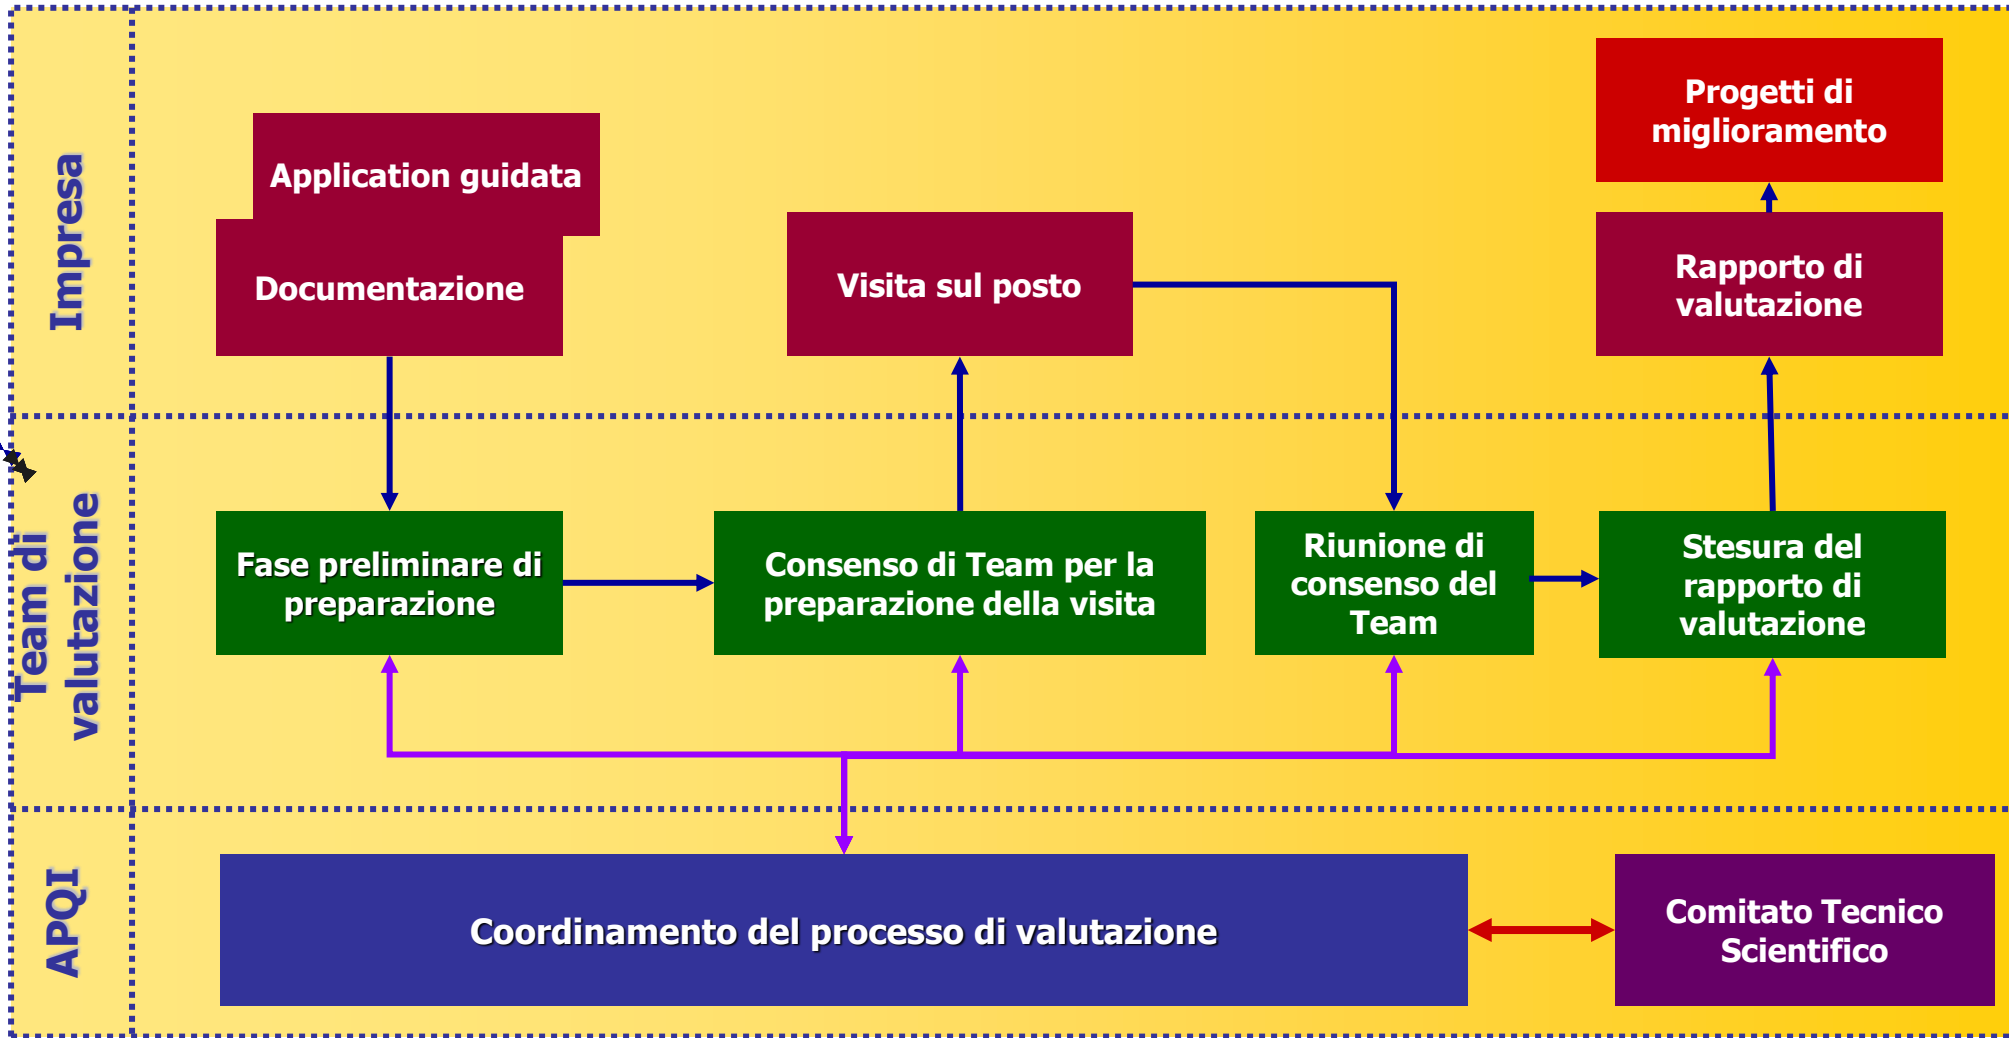 Impresa
Application guidata
Documentazione
Visita sul posto
Progetti di
miglioramento
Rapporto di
valutazione
Team di
valutazione
Fase preliminare di
preparazione
Consenso di Team per la
preparazione della visita
Riunione di
consenso del
Team
Stesura del
rapporto di
valutazione
APQI
Coordinamento del processo di valutazione
Comitato Tecnico
Scientifico